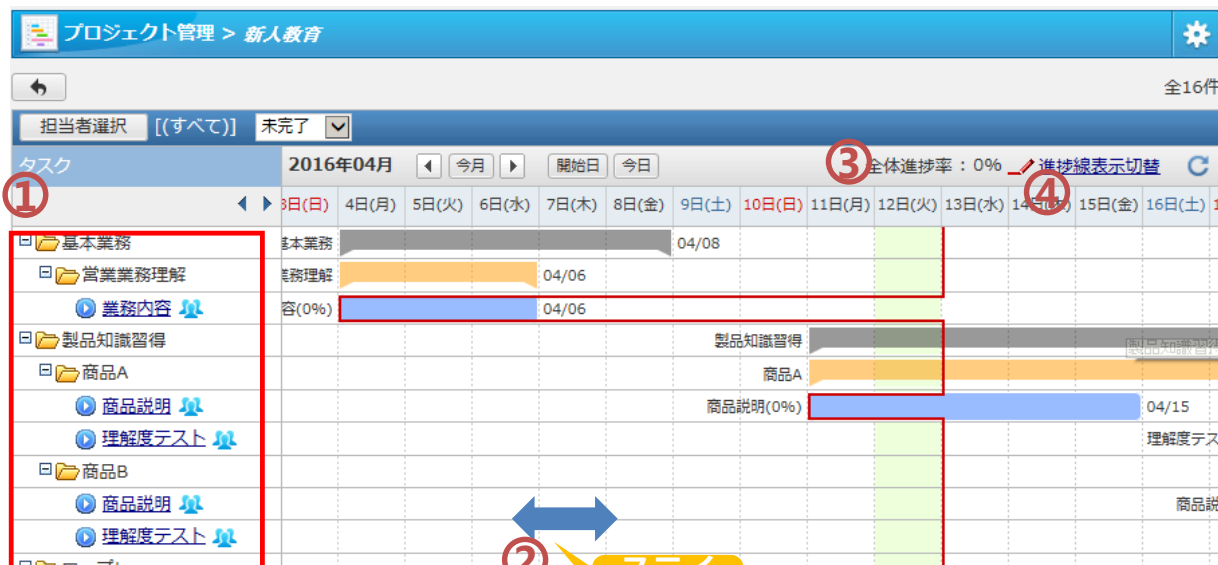 プロジェクト管理 > 新人教育
全16件
担当者選択 [(すべて)] 未完了
タスク 2016年04月 今月 開始日 今日 ③ 全体進捗率：0% 進捗線表示切替
① ④
3日(日) 4日(月) 5日(火) 6日(水) 7日(木) 8日(金) 9日(土) 10日(日) 11日(月) 12日(火) 13日(水) 15日(金) 16日(土)
基本業務 基本業務 04/08
営業業務理解 業務理解 04/06
業務内容 容(0%) 04/06
製品知識習得 製品知識習得 製品知識習
商品A 商品A
商品説明 商品説明(0%) 04/15
理解度テスト 理解度テス
商品B
商品説明 商品説
理解度テスト
②